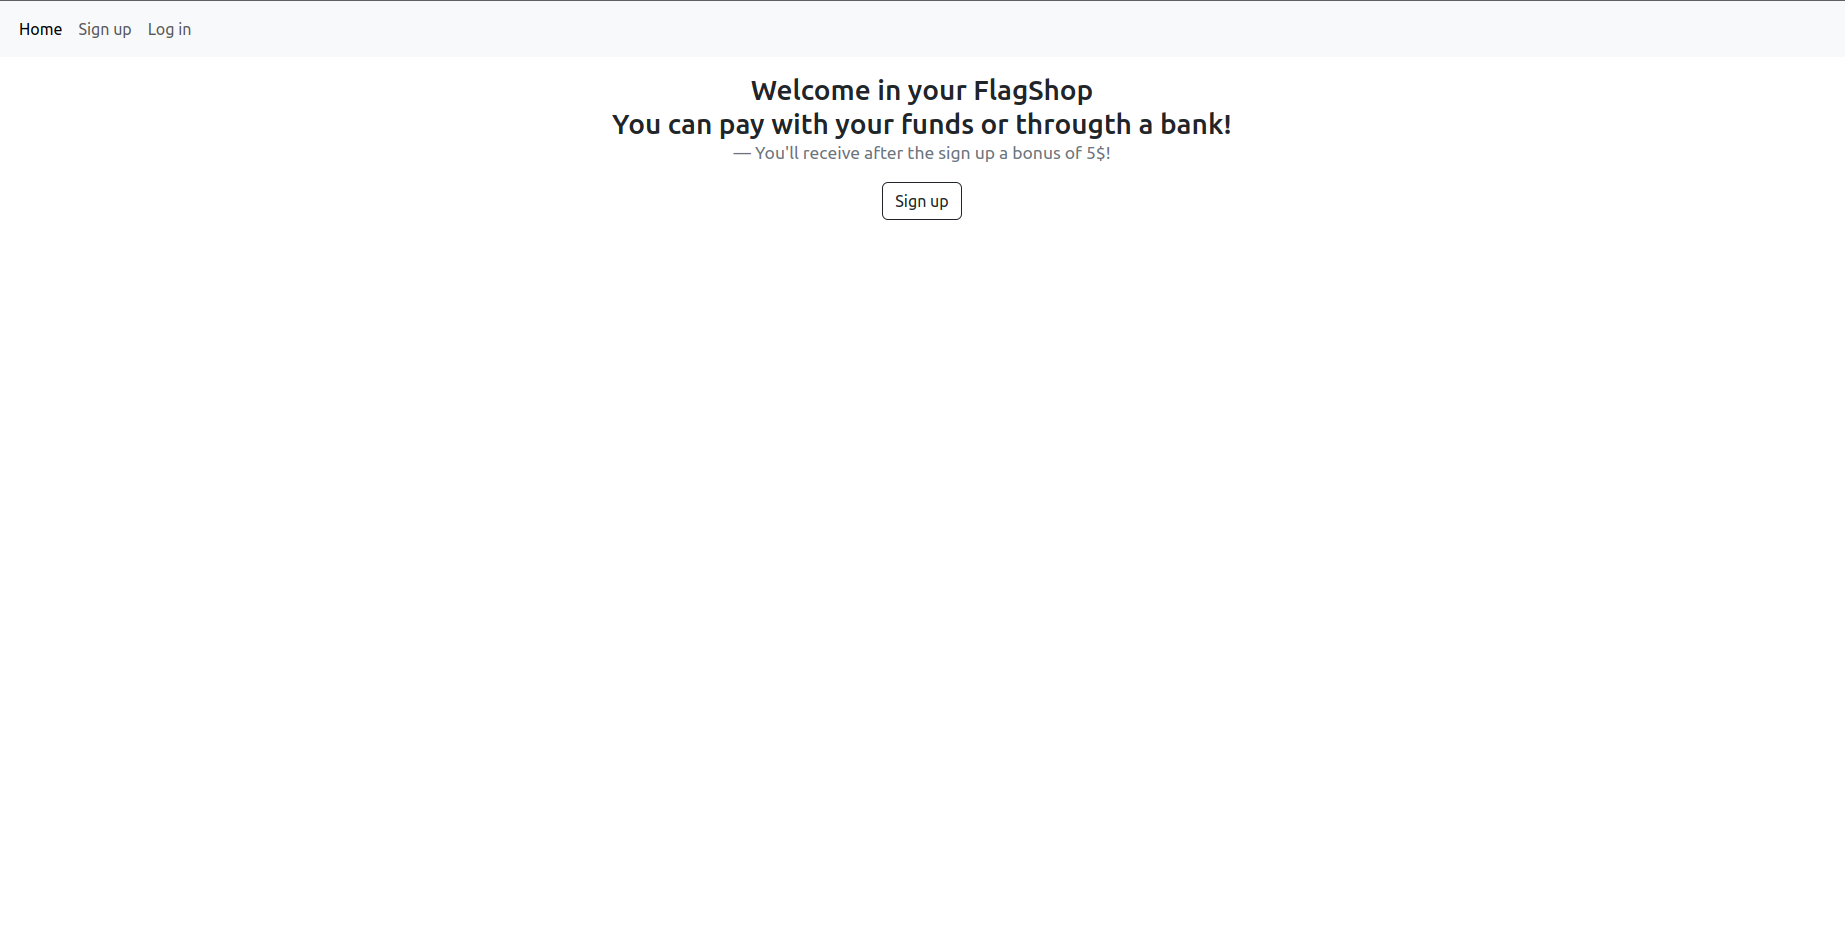 Home Sign up Log in
Welcome in your FlagShop
You can pay with your funds or througth a bank!
— You'll receive after the sign up a bonus of 5$!
Sign up